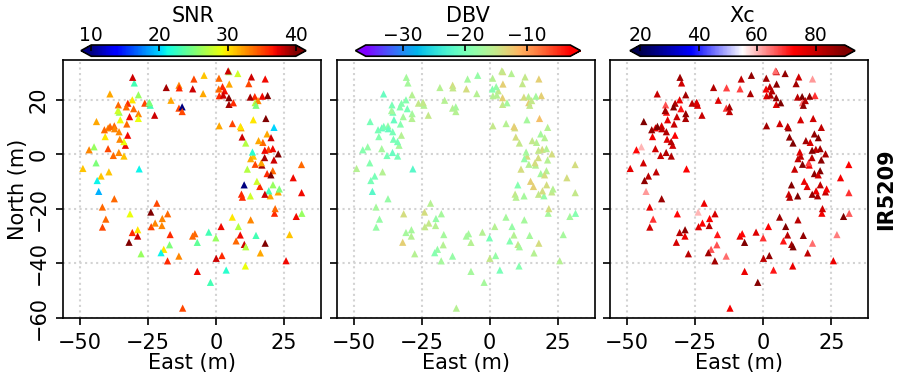 SNR DBV Xc
10 20 30 40 −30 −20 −10 20 40 60 80
20
0
−20
−40
−60
North (m)
−50 −25 0 25 −50 −25 0 25 −50 −25 0 25
East (m) East (m) East (m)
IR5209